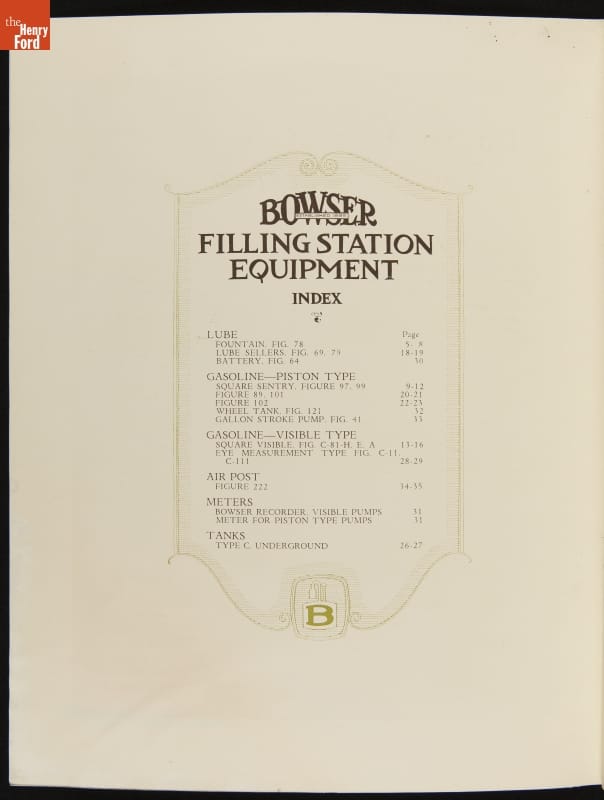 the
Henry
Ford
BOWSER
ESTABLISHED 1885
FILLING STATION
EQUIPMENT
INDEX
LUBE Page
FOUNTAIN, FIG. 78 5- 8
LUBE SELLERS, FIG. 69, 79 18-19
BATTERY, FIG. 64 30
GASOLINE—PISTON TYPE
SQUARE SENTRY, FIGURE 97, 99 9-12
FIGURE 89, 101 20-21
FIGURE 102 22-23
WHEEL TANK, FIG. 121 32
GALLON STROKE PUMP, FIG. 41 33
GASOLINE—VISIBLE TYPE
SQUARE VISIBLE, FIG. C-81-H, E, A 13-16
EYE MEASUREMENT TYPE FIG. C-11,
C-111 28-29
AIR POST
FIGURE 222 34-35
METERS
BOWSER RECORDER, VISIBLE PUMPS 31
METER FOR PISTON TYPE PUMPS 31
TANKS
TYPE C, UNDERGROUND 26-27
B